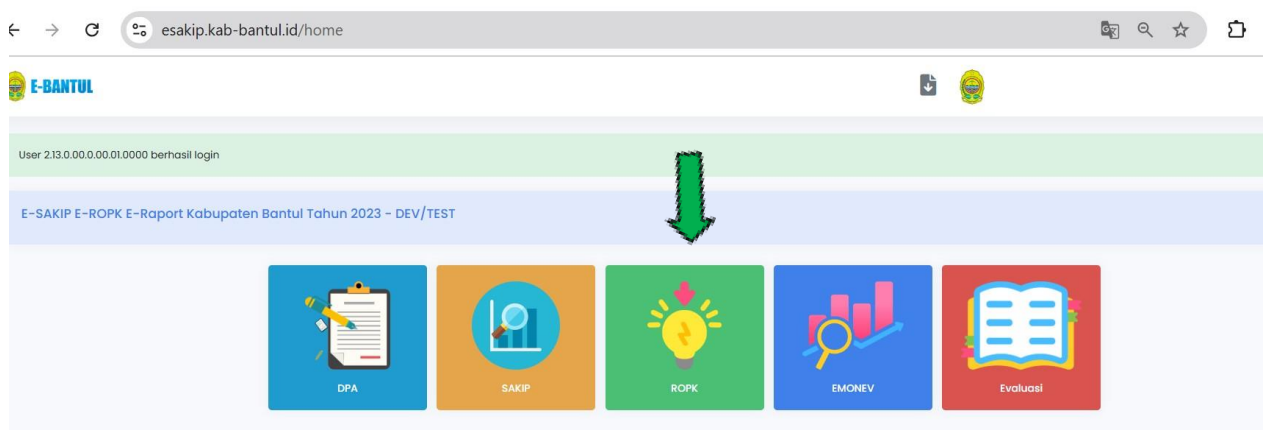 esakip.kab-bantul.id/home
E-BANTUL
User 2.13.0.00.0.00.01.0000 berhasil login
E-SAKIP E-ROPK E-Raport Kabupaten Bantul Tahun 2023 - DEV/TEST
DPA
SAKIP
ROPK
EMONEV
Evaluasi